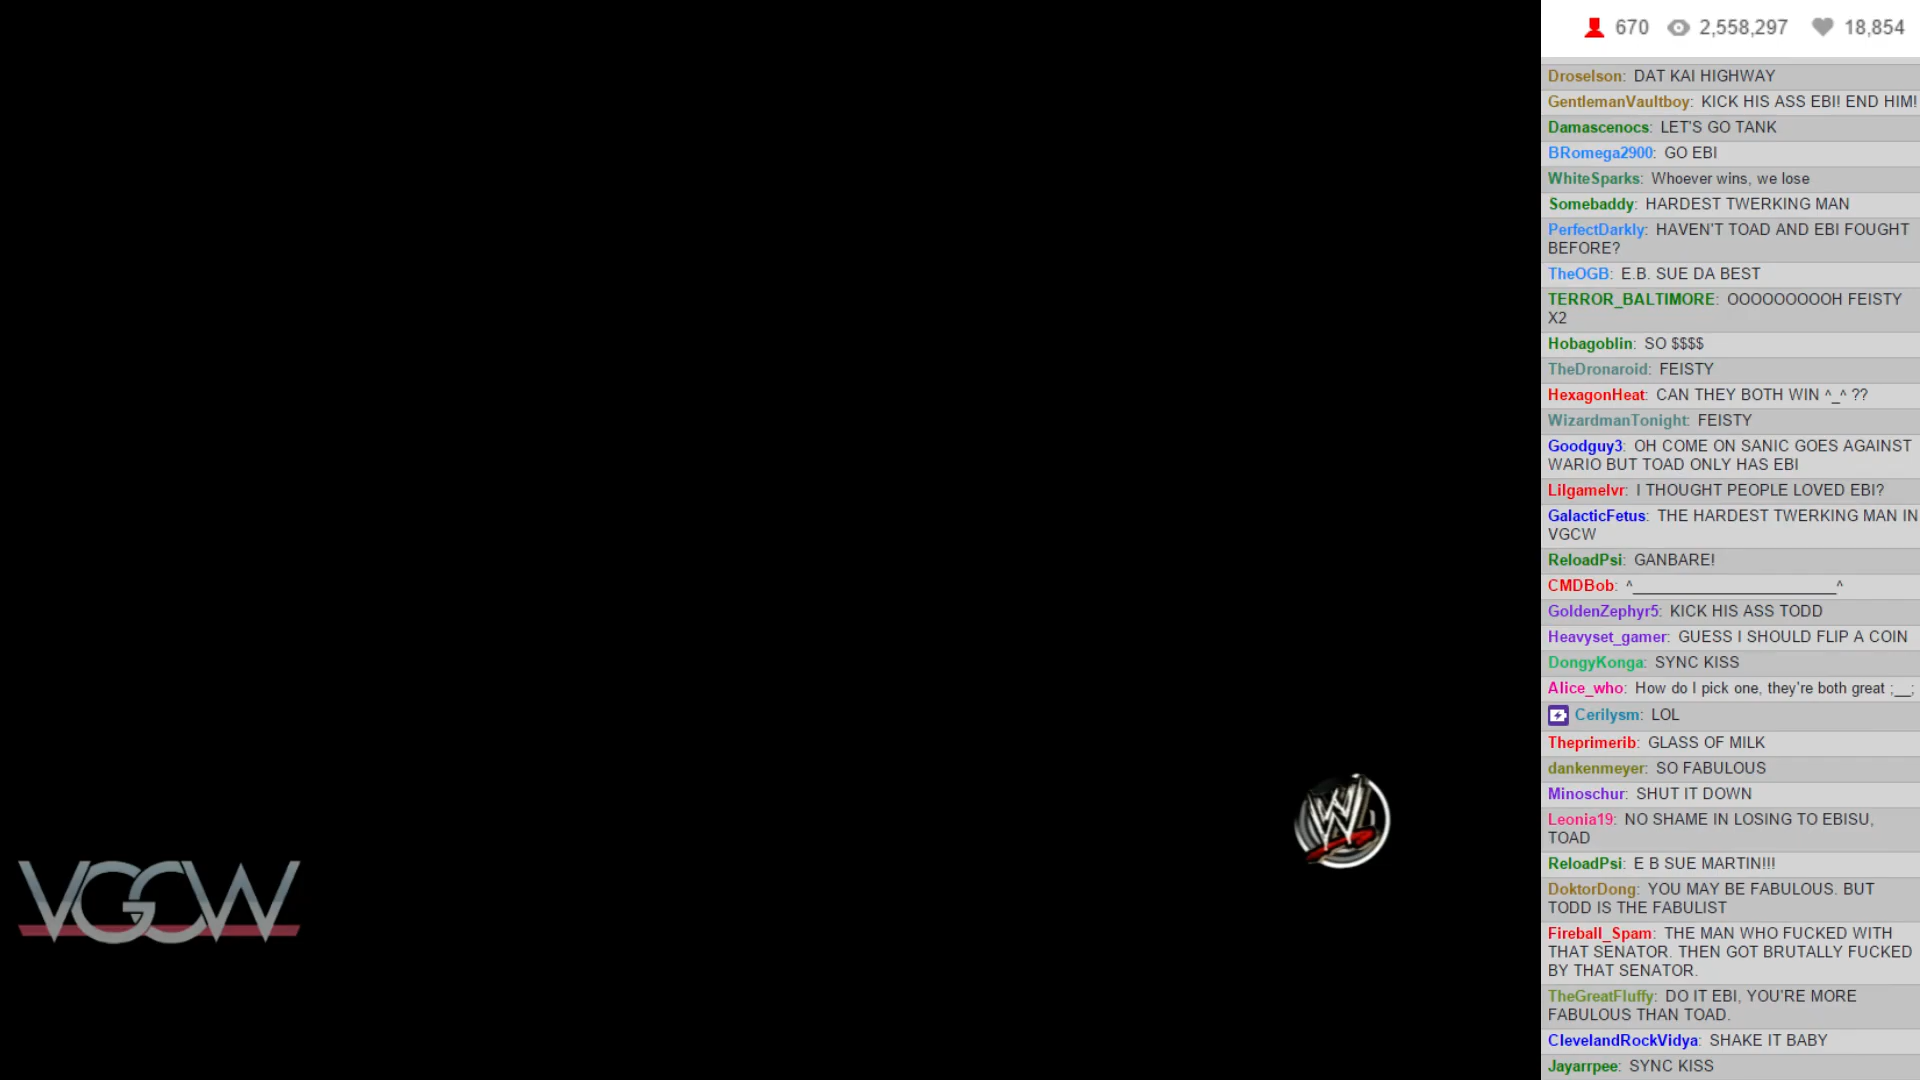 670 2,558,297 18,854
Droselson: DAT KAI HIGHWAY
GentlemanVaultboy: KICK HIS ASS EBI! END HIM!
Damascenocs: LET'S GO TANK
BRomega2900: GO EBI
WhiteSparks: Whoever wins, we lose
Somebaddy: HARDEST TWERKING MAN
PerfectDarkly: HAVEN'T TOAD AND EBI FOUGHT
BEFORE?
TheOGB: E.B. SUE DA BEST
TERROR_BALTIMORE: OOOOOOOOOH FEISTY
X2
Hobagoblin: SO $$$$
TheDronaroid: FEISTY
HexagonHeat: CAN THEY BOTH WIN ^_^ ??
WizardmanTonight: FEISTY
Goodguy3: OH COME ON SANIC GOES AGAINST
WARIO BUT TOAD ONLY HAS EBI
Lilgamelvr: I THOUGHT PEOPLE LOVED EBI?
GalacticFetus: THE HARDEST TWERKING MAN IN
VGCW
ReloadPsi: GANBARE!
CMDBob: ^_______________________^
GoldenZephyr5: KICK HIS ASS TODD
Heavyset_gamer: GUESS I SHOULD FLIP A COIN
DongyKonga: SYNC KISS
Alice_who: How do I pick one, they're both great ;__;
Cerilysm: LOL
Theprimerib: GLASS OF MILK
dankenmeyer: SO FABULOUS
Minoschur: SHUT IT DOWN
Leonia19: NO SHAME IN LOSING TO EBISU,
TOAD
ReloadPsi: E B SUE MARTIN!!!
DoktorDong: YOU MAY BE FABULOUS. BUT
TODD IS THE FABULIST
Fireball_Spam: THE MAN WHO FUCKED WITH
THAT SENATOR. THEN GOT BRUTALLY FUCKED
BY THAT SENATOR.
TheGreatFluffy: DO IT EBI, YOU'RE MORE
FABULOUS THAN TOAD.
ClevelandRockVidya: SHAKE IT BABY
Jayarrpee: SYNC KISS
W
VGCW